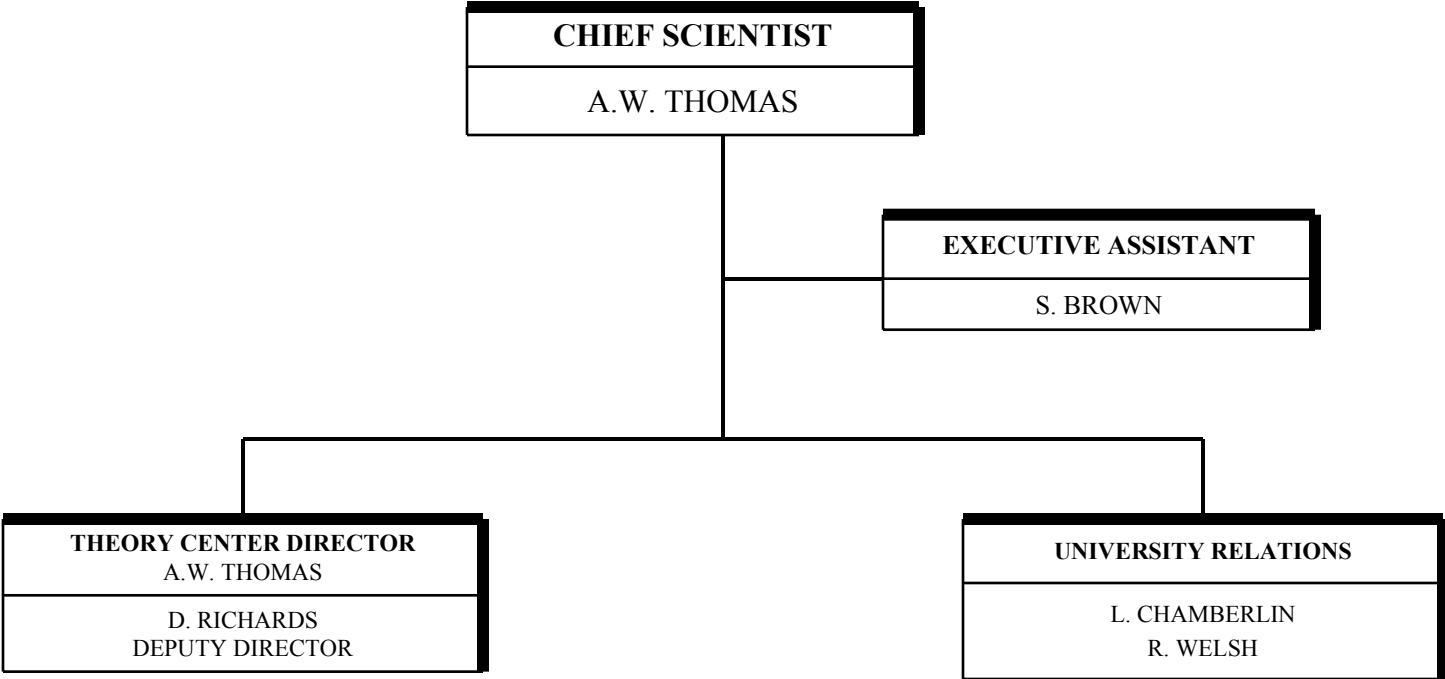 CHIEF SCIENTIST
A.W. THOMAS
EXECUTIVE ASSISTANT
S. BROWN
THEORY CENTER DIRECTOR
A.W. THOMAS
D. RICHARDS
DEPUTY DIRECTOR
UNIVERSITY RELATIONS
L. CHAMBERLIN
R. WELSH